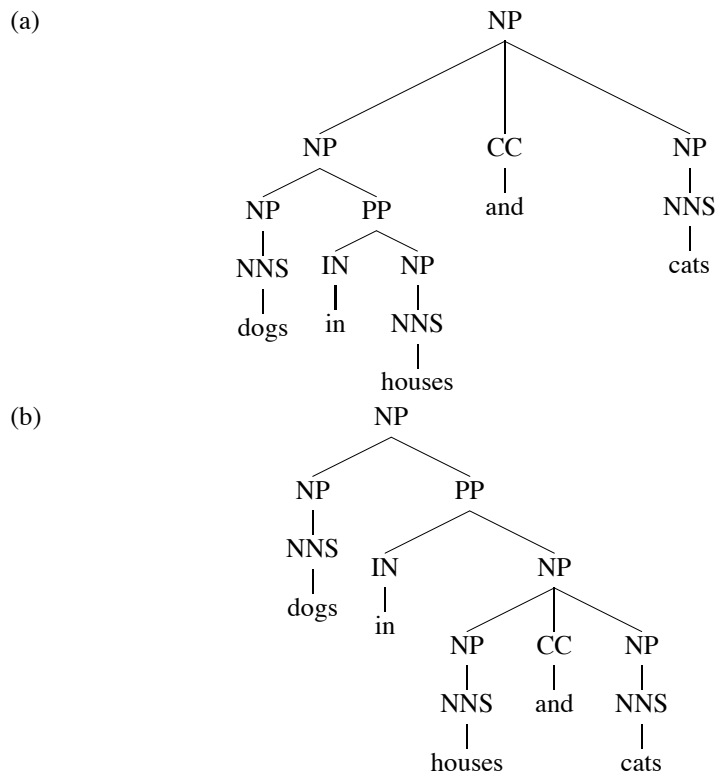 (a) NP
NP CC NP
NP PP and NNS
NNS IN NP cats
dogs in NNS
houses
(b) NP
NP PP
NNS IN NP
dogs in NP CC NP
NNS and NNS
houses cats